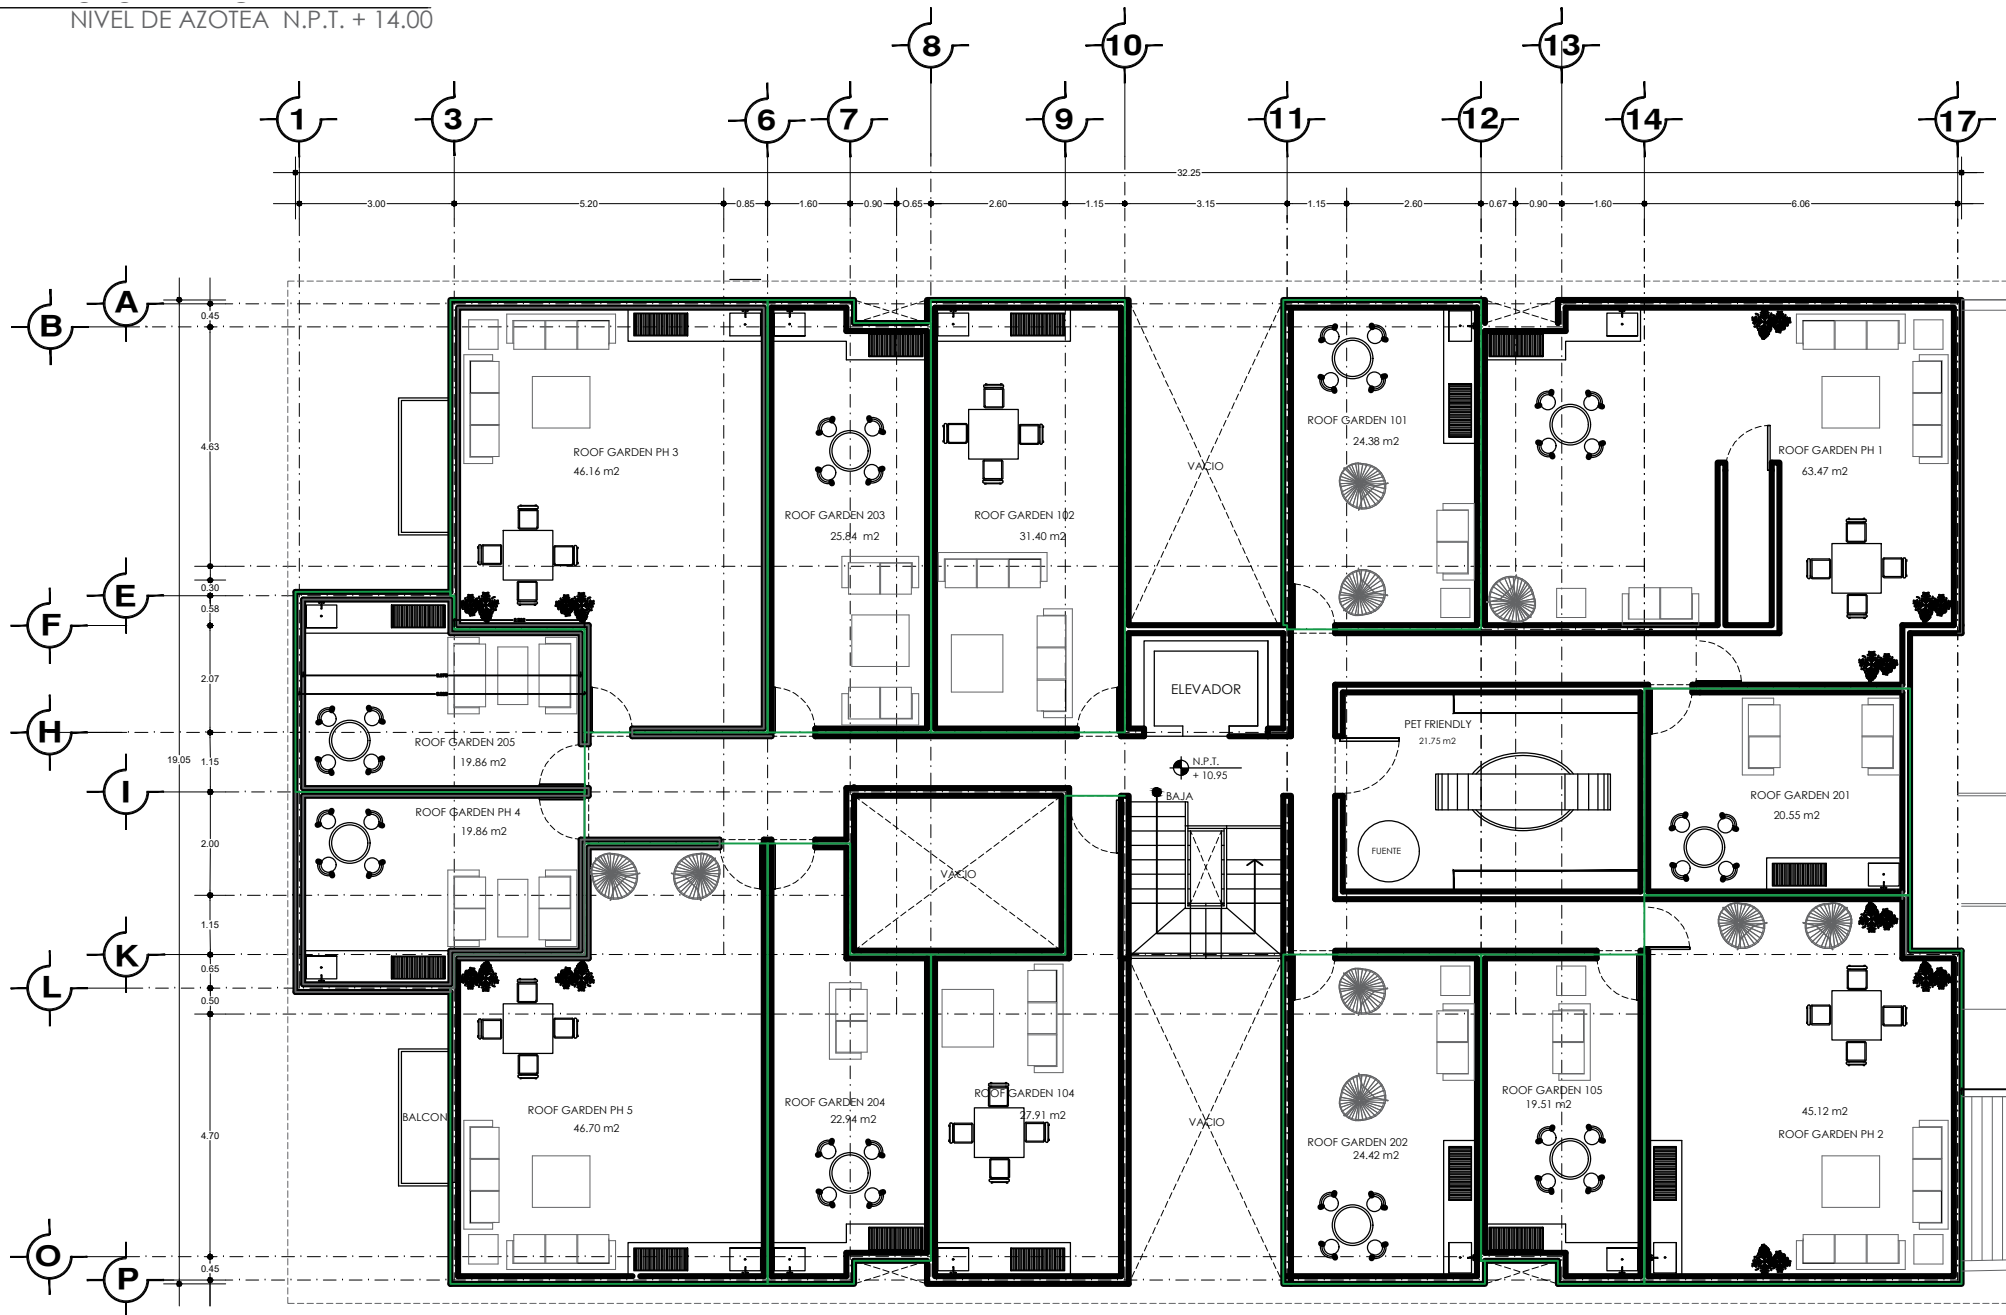 NIVEL DE AZOTEA N.P.T. + 14.00
8
10
13
1
3
6
7
9
11
12
14
17
32.25
3.00
5.20
0.85
1.60
0.90
0.65
2.60
1.15
3.15
1.15
2.60
0.67
0.90
1.60
6.06
A
B
0.45
4.63
ROOF GARDEN PH 3
46.16 m2
ROOF GARDEN 203
25.84 m2
ROOF GARDEN 102
31.40 m2
VACIO
ROOF GARDEN 101
24.38 m2
ROOF GARDEN PH 1
63.47 m2
E
0.30
0.58
F
2.07
H
19.05
1.15
I
ELEVADOR
ROOF GARDEN 205
19.86 m2
N.P.T.
+ 10.95
BAJA
PET FRIENDLY
21.75 m2
FUENTE
ROOF GARDEN 201
20.55 m2
ROOF GARDEN PH 4
19.86 m2
2.00
VACIO
1.15
K
0.65
L
0.50
4.70
BALCON
ROOF GARDEN PH 5
46.70 m2
ROOF GARDEN 204
22.94 m2
ROOF GARDEN 104
27.91 m2
VACIO
ROOF GARDEN 202
24.42 m2
ROOF GARDEN 105
19.51 m2
45.12 m2
ROOF GARDEN PH 2
O
0.45
P